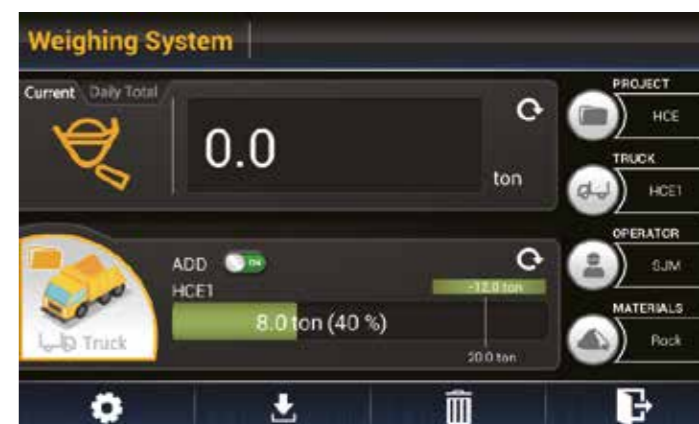 Weighing System
Current Daily Total
0.0
ton
ADD ON
HCE1
-12.0 ton
8.0 ton (40 %)
20.0 ton
Truck
PROJECT
HCE
TRUCK
HCE1
OPERATOR
SJM
MATERIALS
Rock